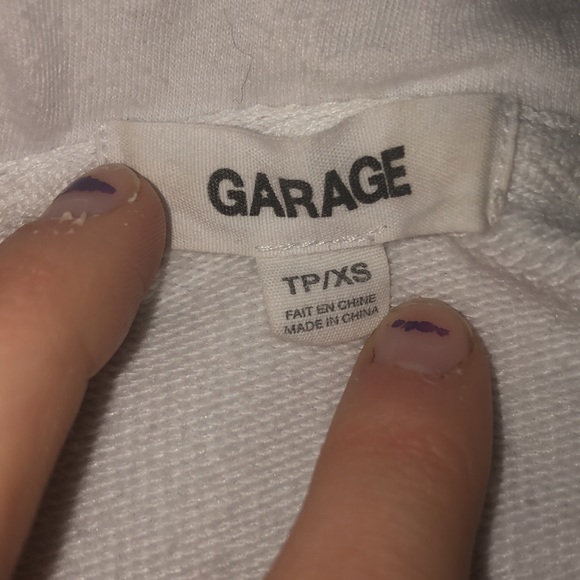 GARAGE
TP/XS
FAIT EN CHINE
MADE IN CHINA